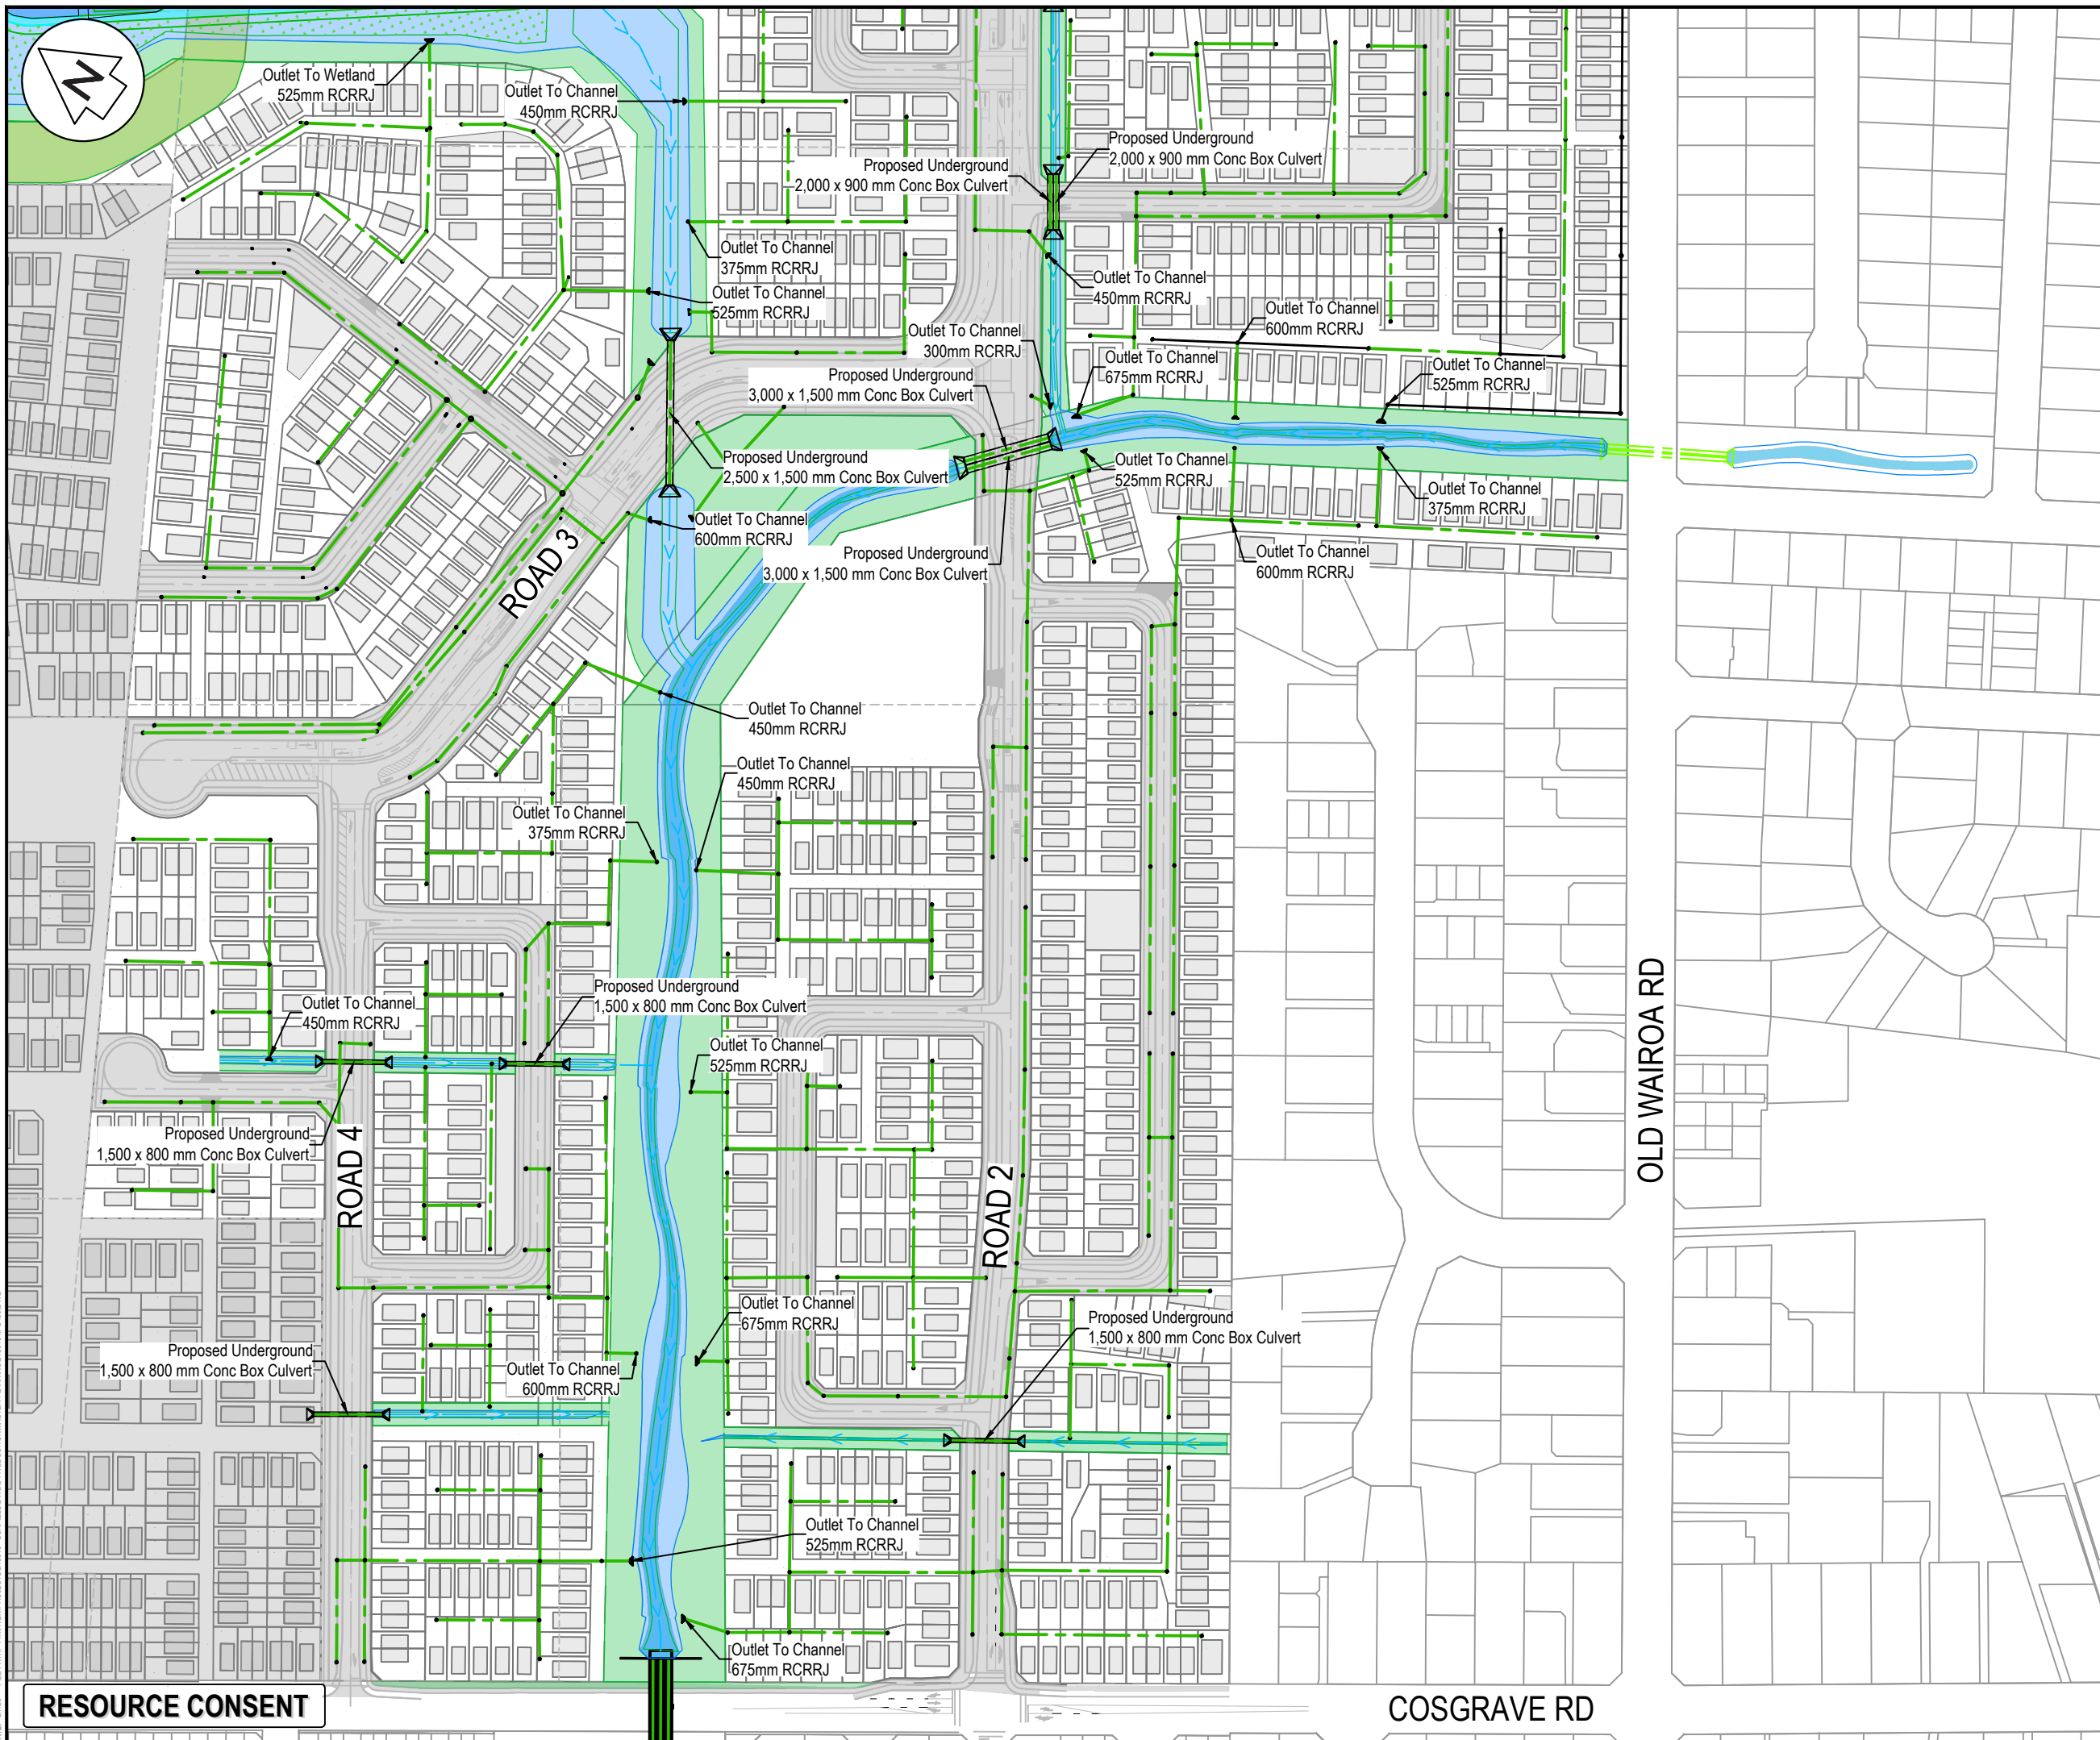 N
Outlet To Wetland
525mm RCRRJ
Outlet To Channel
450mm RCRRJ
Proposed Underground
2,000 x 900 mm Conc Box Culvert
Proposed Underground
2,000 x 900 mm Conc Box Culvert
Outlet To Channel
375mm RCRRJ
Outlet To Channel
525mm RCRRJ
Outlet To Channel
450mm RCRRJ
Outlet To Channel
600mm RCRRJ
Outlet To Channel
300mm RCRRJ
Outlet To Channel
675mm RCRRJ
Outlet To Channel
525mm RCRRJ
Proposed Underground
3,000 x 1,500 mm Conc Box Culvert
Proposed Underground
2,500 x 1,500 mm Conc Box Culvert
Outlet To Channel
525mm RCRRJ
Outlet To Channel
375mm RCRRJ
Outlet To Channel
600mm RCRRJ
Proposed Underground
3,000 x 1,500 mm Conc Box Culvert
Outlet To Channel
600mm RCRRJ
ROAD 3
Outlet To Channel
450mm RCRRJ
Outlet To Channel
450mm RCRRJ
Outlet To Channel
375mm RCRRJ
Proposed Underground
1,500 x 800 mm Conc Box Culvert
Outlet To Channel
450mm RCRRJ
Outlet To Channel
525mm RCRRJ
OLD WAIROA RD
Proposed Underground
1,500 x 800 mm Conc Box Culvert
ROAD 4
ROAD 2
Outlet To Channel
675mm RCRRJ
Proposed Underground
1,500 x 800 mm Conc Box Culvert
Proposed Underground
1,500 x 800 mm Conc Box Culvert
Outlet To Channel
600mm RCRRJ
Outlet To Channel
525mm RCRRJ
Outlet To Channel
675mm RCRRJ
RESOURCE CONSENT
COSGRAVE RD